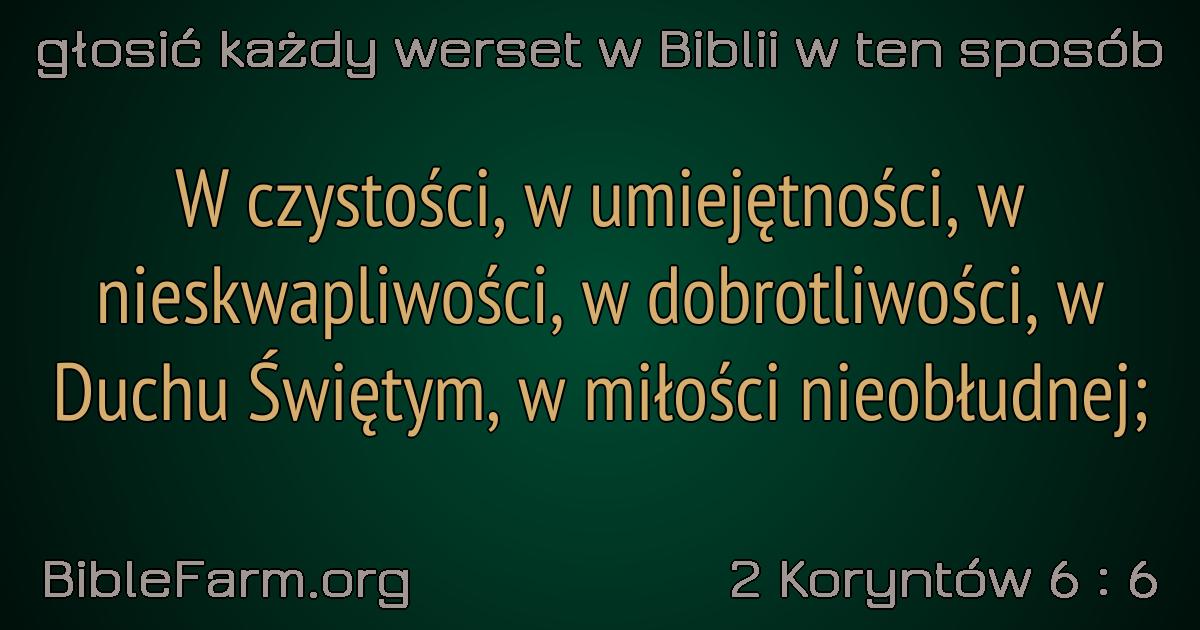 głosić każdy werset w Biblii w ten sposób
W czystości, w umiejętności, w
nieskwapliwości, w dobrotliwości, w
Duchu Świętym, w miłości nieobłudnej;
BibleFarm.org
2 Koryntów 6 : 6